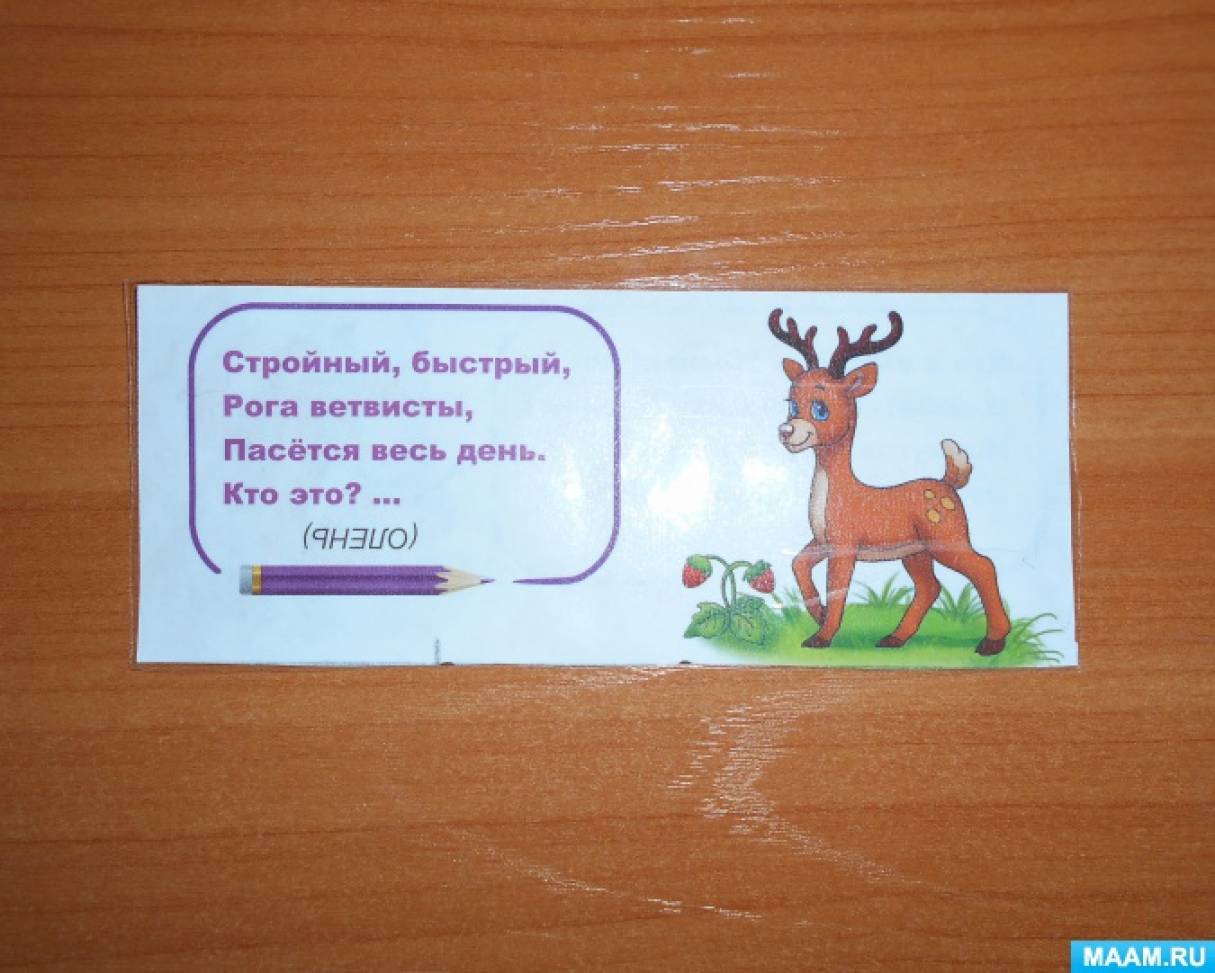 Стройный, быстрый,
Рога ветвисты,
Пасётся весь день.
Кто это? ...
(ОЛЕНЬ)
MAAM.RU